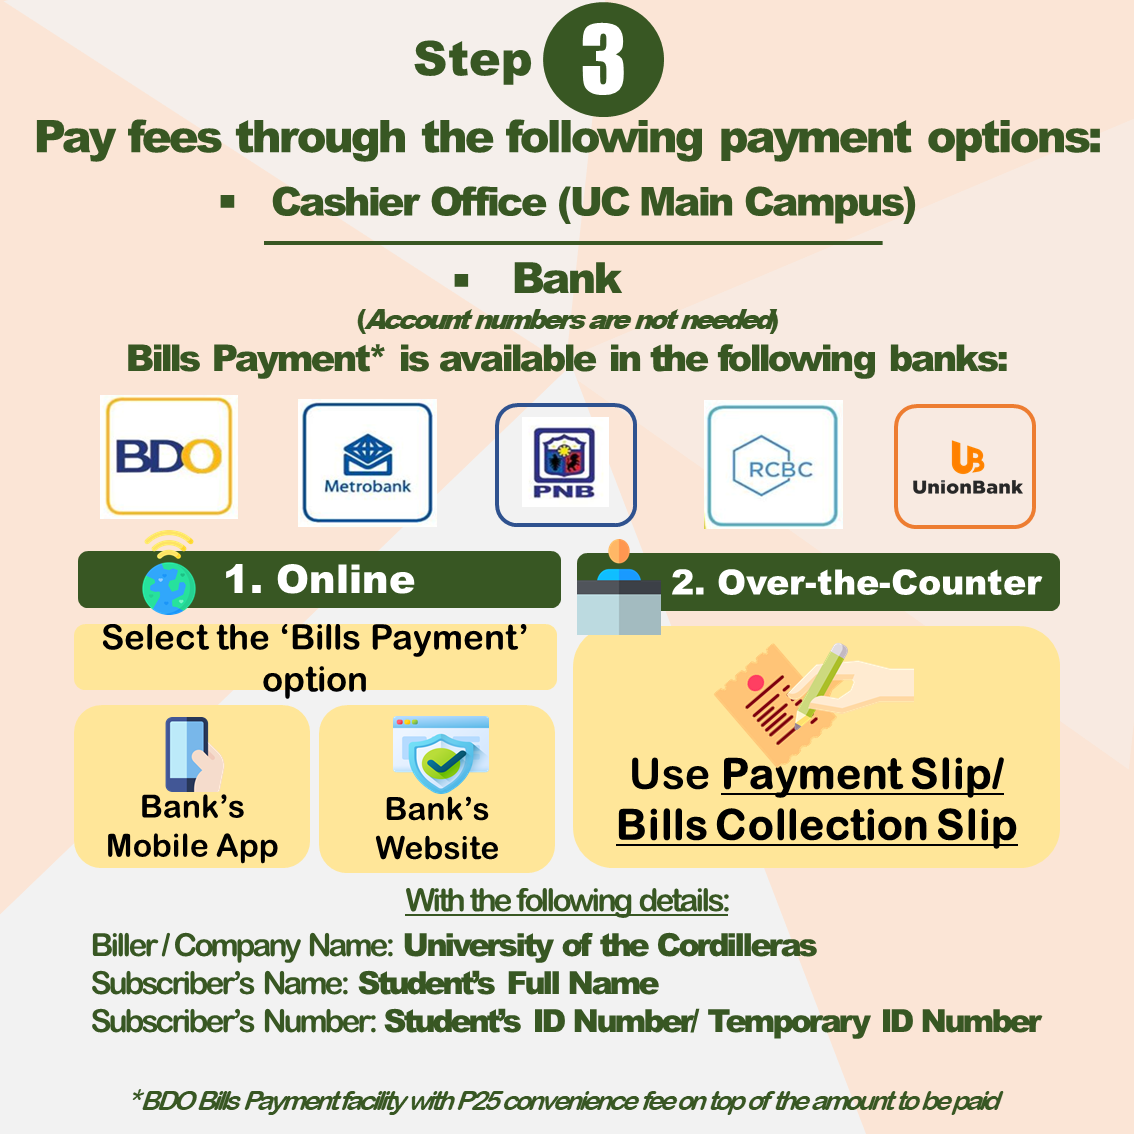 Step 3
Pay fees through the following payment options:
▪ Cashier Office (UC Main Campus)
▪ Bank
(Account numbers are not needed)
Bills Payment* is available in the following banks:
BDO
Metrobank
PNB
RCBC
UB
UnionBank
1. Online
Select the ‘Bills Payment’
option
Bank’s
Mobile App
Bank’s
Website
2. Over-the-Counter
Use Payment Slip/
Bills Collection Slip
With the following details:
Biller / Company Name: University of the Cordilleras
Subscriber’s Name: Student’s Full Name
Subscriber’s Number: Student’s ID Number/ Temporary ID Number
*BDO Bills Payment facility with P25 convenience fee on top of the amount to be paid